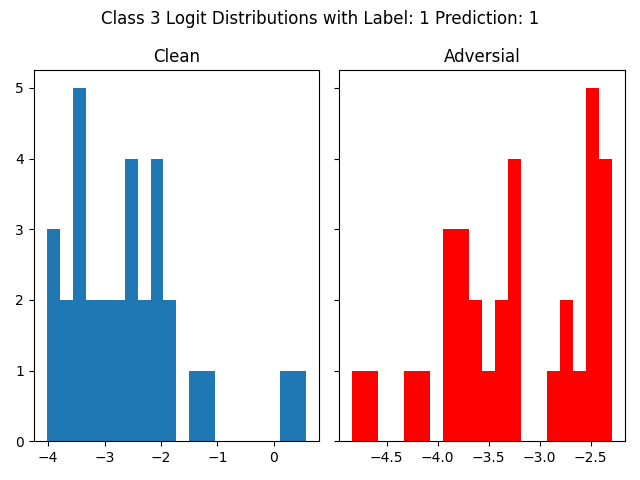 Class 3 Logit Distributions with Label: 1 Prediction: 1
Clean
Adversial
5
4
3
2
1
0
−4 −3 −2 −1 0
−4.5 −4.0 −3.5 −3.0 −2.5